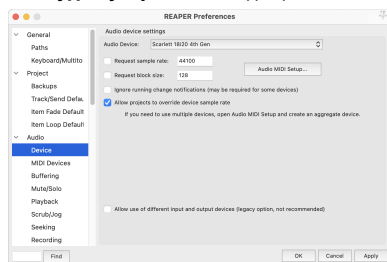 REAPER Preferences
General
Paths
Keyboard/Multito
Project
Backups
Track/Send Defau
Item Fade Default
Item Loop Default
Audio
Device
MIDI Devices
Buffering
Mute/Solo
Playback
Scrub/Jog
Seeking
Recording
Find
Audio device settings
Audio Device: Scarlett 18i20 4th Gen
Request sample rate: 44100
Request block size: 128
Audio MIDI Setup...
Ignore running change notifications (may be required for some devices)
Allow projects to override device sample rate
If you need to use multiple devices, open Audio MIDI Setup and create an aggregate device.
Allow use of different input and output devices (legacy option, not recommended)
OK Cancel Apply